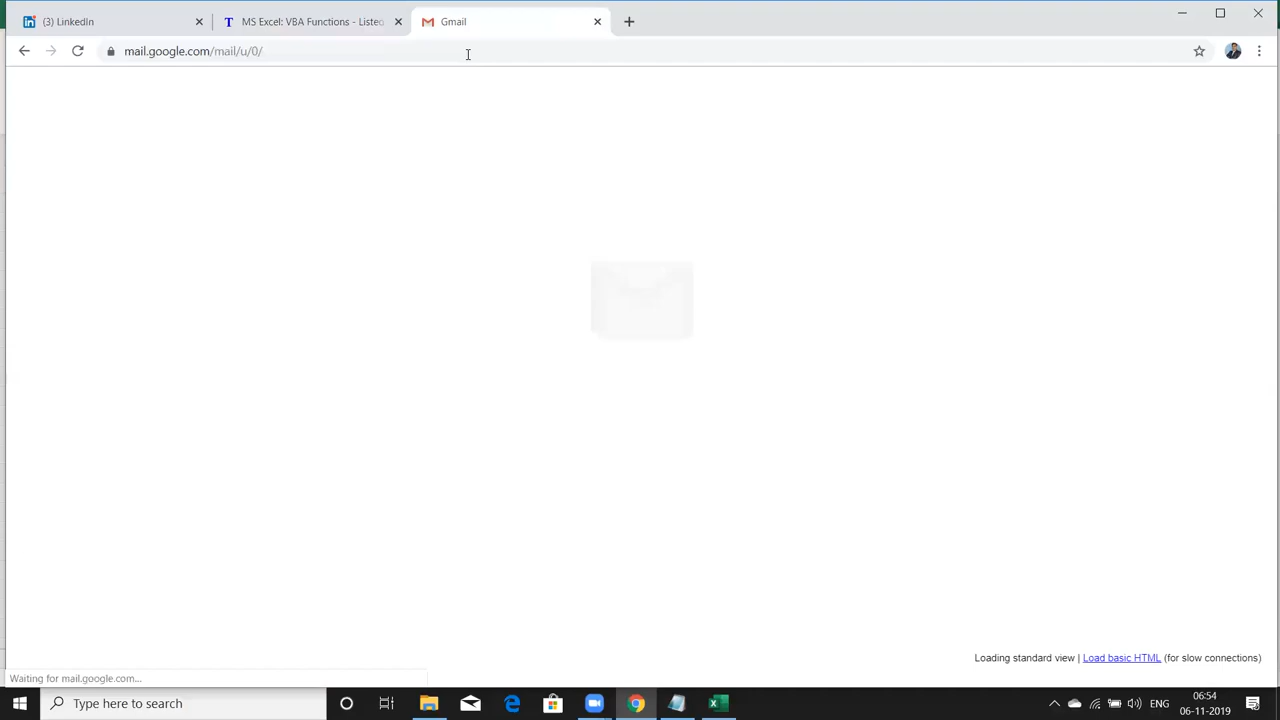 (3) LinkedIn
MS Excel: VBA Functions - Listed
Gmail
mail.google.com/mail/u/0/
Loading standard view | Load basic HTML (for slow connections)
Waiting for mail.google.com...
Type here to search
ENG
06:54
06-11-2019